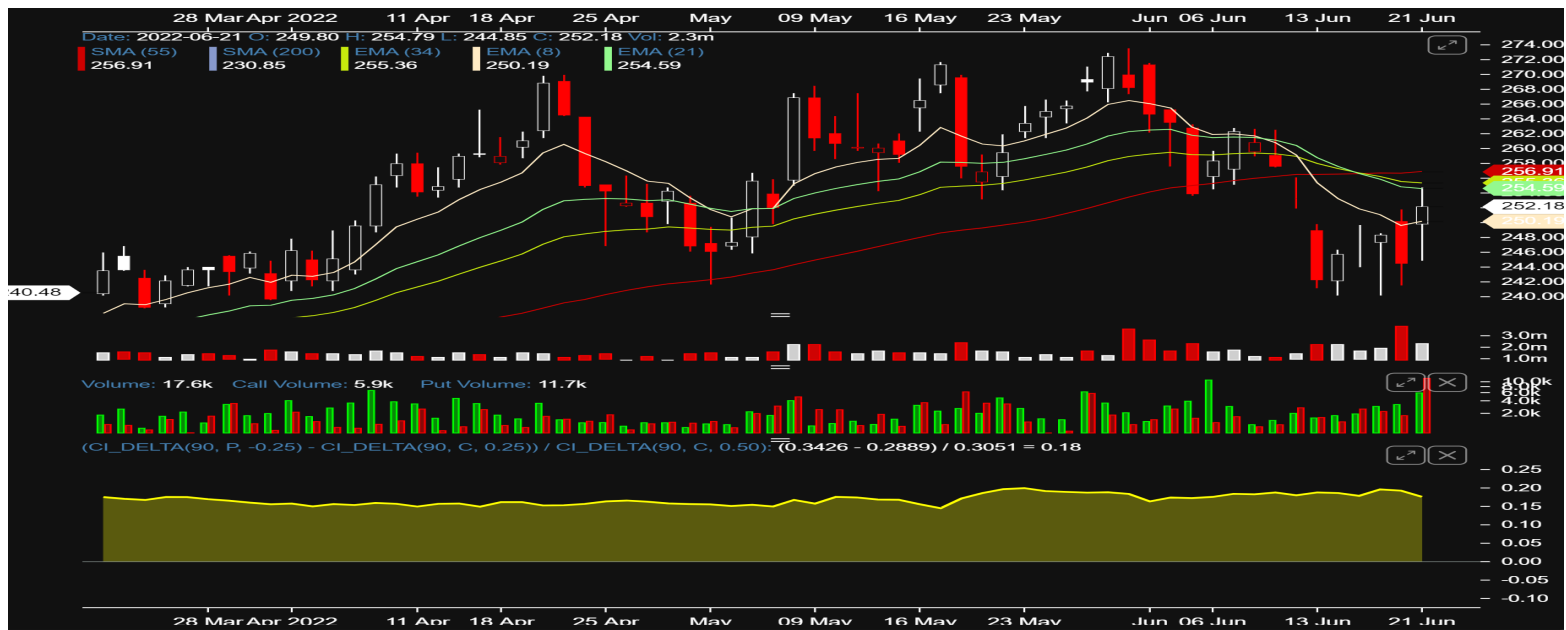 28 Mar Apr 2022 11 Apr 18 Apr 25 Apr May 09 May 16 May 23 May Jun 06 Jun 13 Jun 21 Jun
Date: 2022-06-21 O: 249.80 H: 254.79 L: 244.85 C: 252.18 Vol: 2.3m
SMA (55) SMA (200) EMA (34) EMA (8) EMA (21)
256.91 230.85 255.36 250.19 254.59
274.00
272.00
270.00
268.00
266.00
264.00
262.00
260.00
258.00
256.91
254.59
252.18
250.19
248.00
246.00
244.00
242.00
240.00
40.48
3.0m
2.0m
1.0m
Volume: 17.6k Call Volume: 5.9k Put Volume: 11.7k
10.0k
6.0k
4.0k
2.0k
(CI_DELTA(90, P, -0.25) - CI_DELTA(90, C, 0.25)) / CI_DELTA(90, C, 0.50): (0.3426 - 0.2889) / 0.3051 = 0.18
0.25
0.20
0.15
0.10
0.05
0.00
-0.05
-0.10
28 Mar Apr 2022 11 Apr 18 Apr 25 Apr May 09 May 16 May 23 May Jun 06 Jun 13 Jun 21 Jun